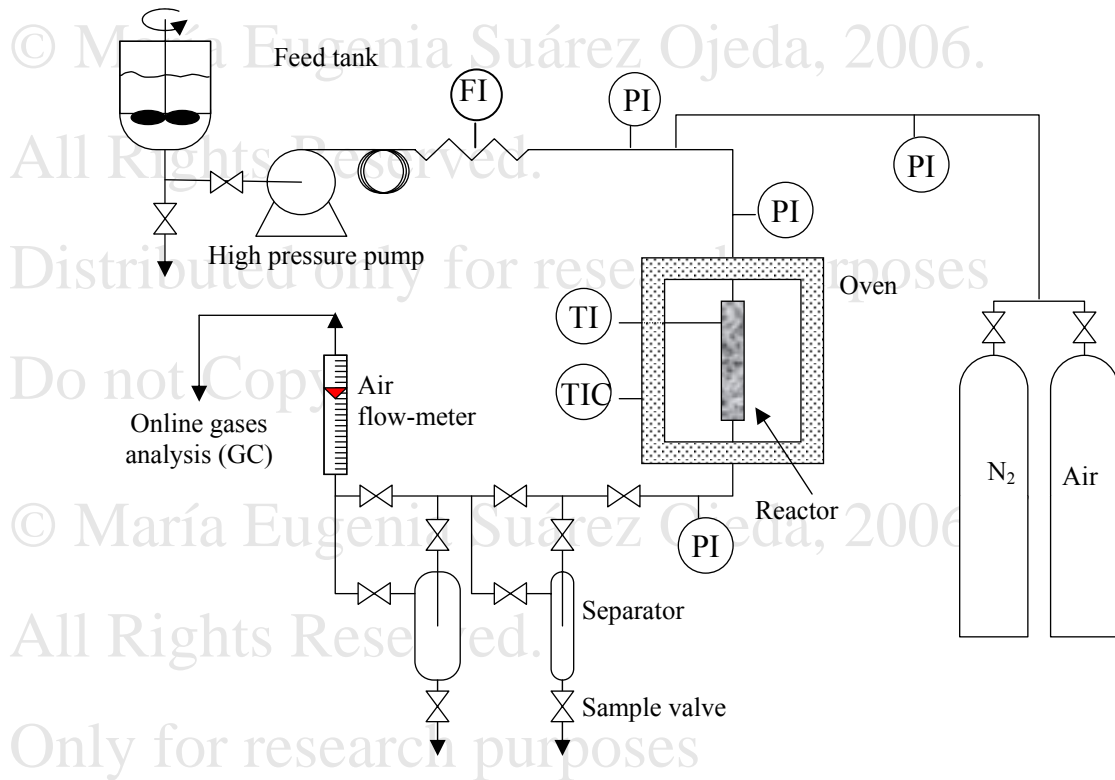 © María Eugenia Suárez Ojeda, 2006.
Feed tank
FI
PI
PI
All Rights Reserved.
PI
High pressure pump
Distributed only for research purposes
Oven
TI
Do not Copy
TIC
Air
flow-meter
Online gases
analysis (GC)
N2
Air
Reactor
© María Eugenia Suárez Ojeda, 2006
PI
Separator
All Rights Reserved.
Sample valve
Only for research purposes